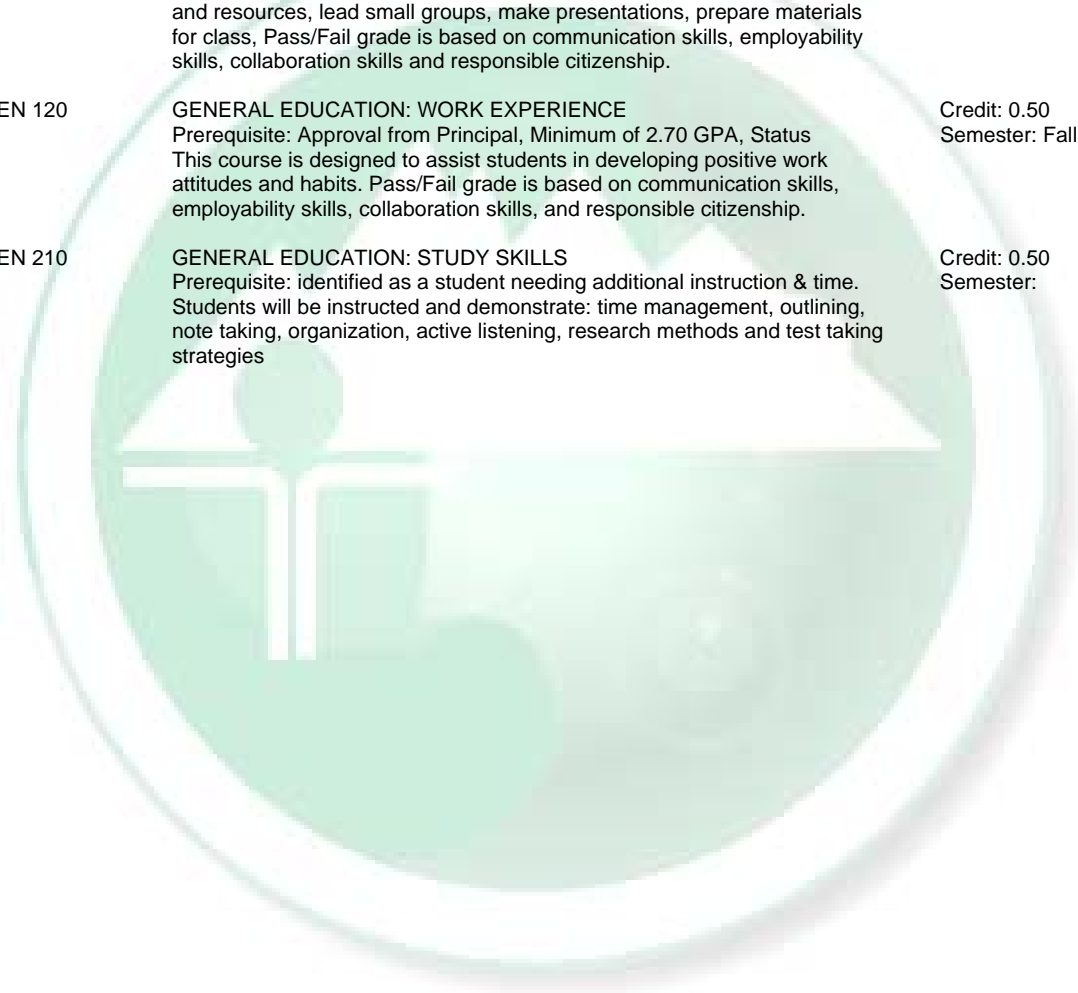 and resources, lead small groups, make presentations, prepare materials
for class, Pass/Fail grade is based on communication skills, employability
skills, collaboration skills and responsible citizenship.
EN 120 GENERAL EDUCATION: WORK EXPERIENCE Credit: 0.50
Prerequisite: Approval from Principal, Minimum of 2.70 GPA, Status Semester: Fall
This course is designed to assist students in developing positive work
attitudes and habits. Pass/Fail grade is based on communication skills,
employability skills, collaboration skills, and responsible citizenship.
EN 210 GENERAL EDUCATION: STUDY SKILLS Credit: 0.50
Prerequisite: identified as a student needing additional instruction & time. Semester:
Students will be instructed and demonstrate: time management, outlining,
note taking, organization, active listening, research methods and test taking
strategies